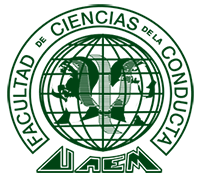 FACULTAD DE CIENCIAS DE LA CONDUCTA
UAEM